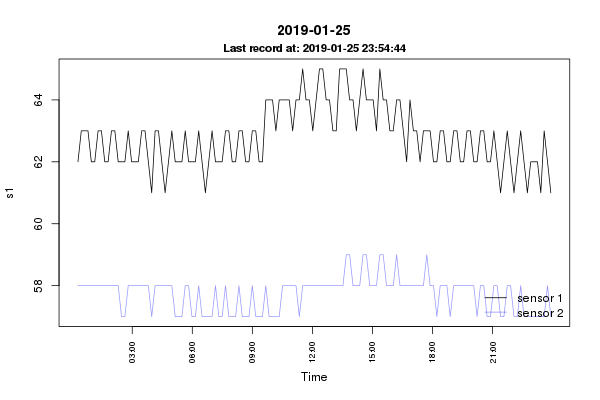 2019-01-25
Last record at: 2019-01-25 23:54:44
s1
64
62
60
58
sensor 1
sensor 2
03:00 06:00 09:00 12:00 15:00 18:00 21:00
Time